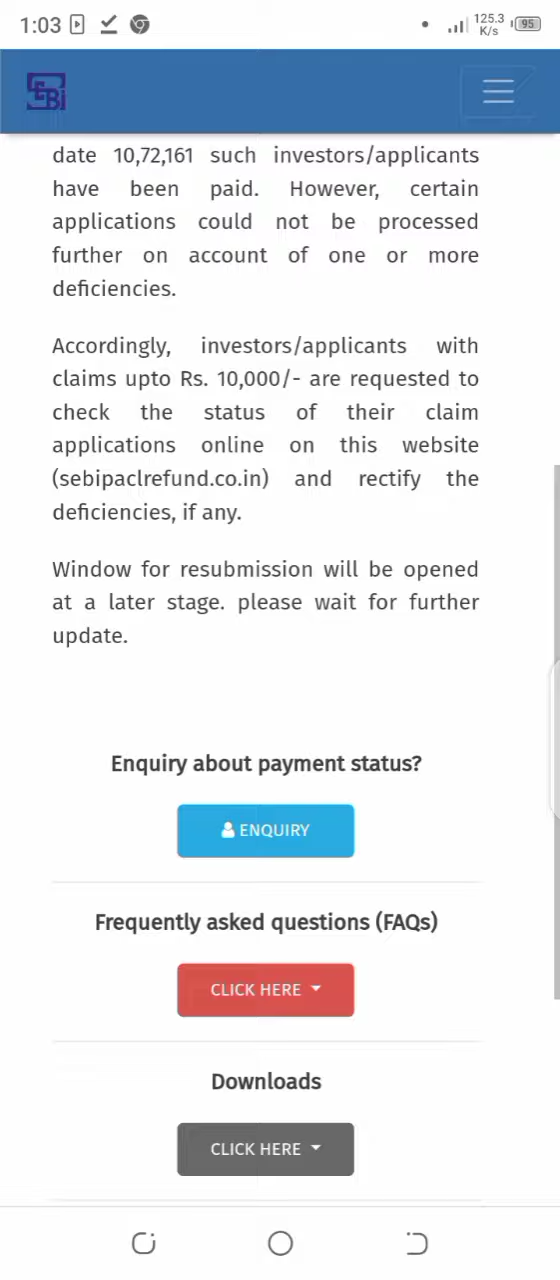 1:03
125.3
K/s
95
SEBI
date 10,72,161 such investors/applicants
have been paid. However, certain
applications could not be processed
further on account of one or more
deficiencies.
Accordingly, investors/applicants with
claims upto Rs. 10,000/- are requested to
check the status of their claim
applications online on this website
(sebipaclrefund.co.in) and rectify the
deficiencies, if any.
Window for resubmission will be opened
at a later stage. please wait for further
update.
Enquiry about payment status?
ENQUIRY
Frequently asked questions (FAQs)
CLICK HERE
Downloads
CLICK HERE